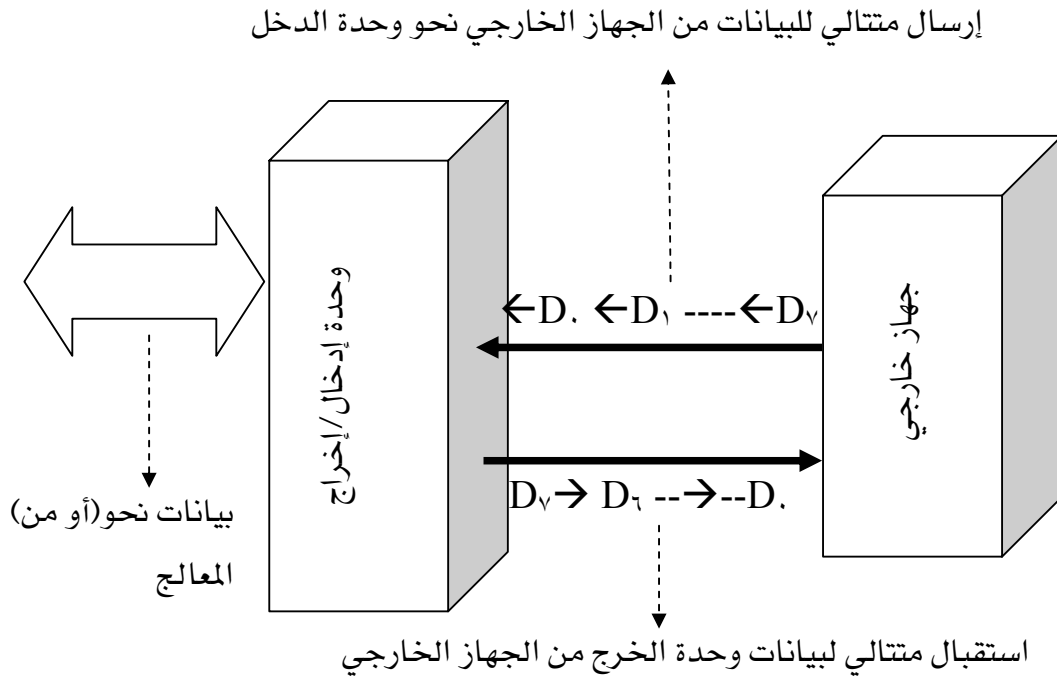 إرسال متتالي للبيانات من الجهاز الخارجي نحو وحدة الدخل
وحدة إدخال/إخراج
جهاز خارجي
←D٠ ←D١ ----←D٧
D٧→ D٦ --→--D٠
بيانات نحو(أو من)
المعالج
استقبال متتالي لبيانات وحدة الخرج من الجهاز الخارجي